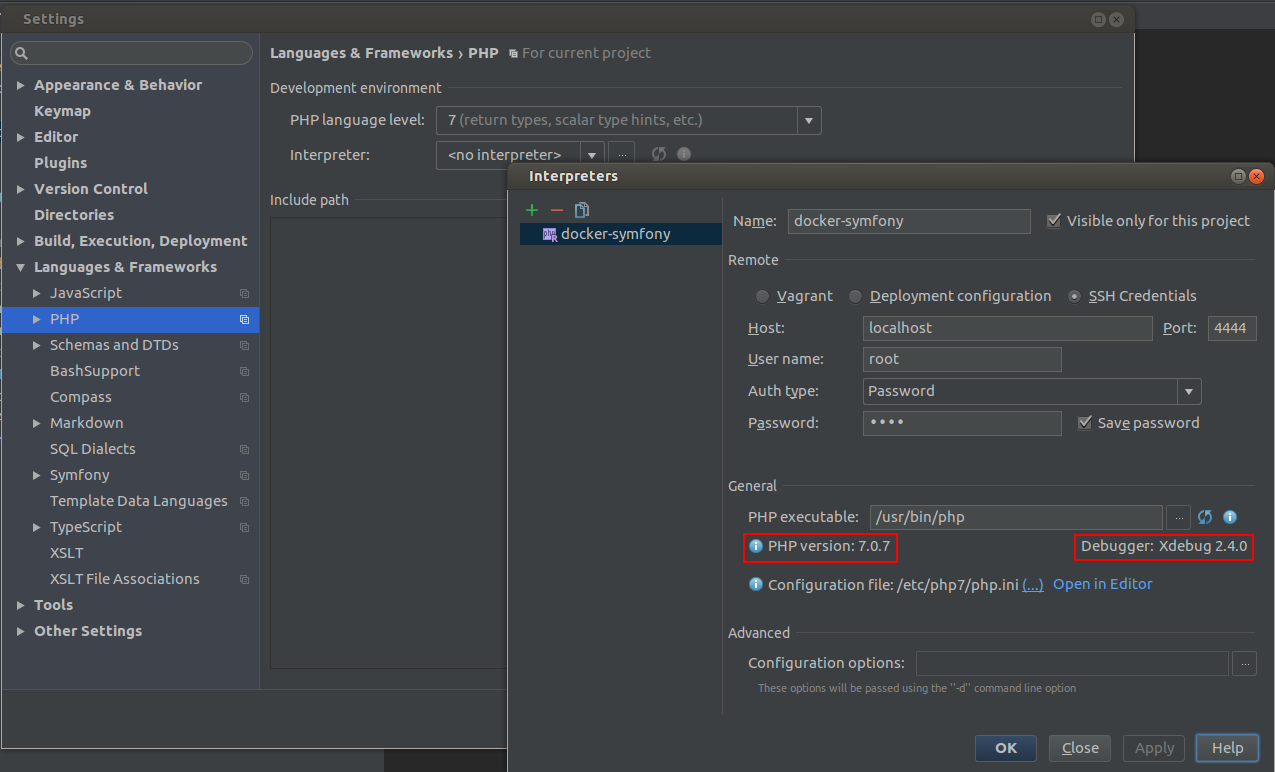 Settings
Languages & Frameworks › PHP For current project
Appearance & Behavior
Keymap
Editor
Plugins
Version Control
Directories
Build, Execution, Deployment
Languages & Frameworks
JavaScript
PHP
Schemas and DTDs
BashSupport
Compass
Markdown
SQL Dialects
Symfony
Template Data Languages
TypeScript
XSLT
XSLT File Associations
Tools
Other Settings
Development environment
PHP language level: 7 (return types, scalar type hints, etc.)
Interpreter: <no interpreter> ...
Include path
Interpreters
docker-symfony
Name: docker-symfony Visible only for this project
Remote
Vagrant Deployment configuration SSH Credentials
Host: localhost Port: 4444
User name: root
Auth type: Password
Password: •••• Save password
General
PHP executable: /usr/bin/php ...
PHP version: 7.0.7 Debugger: Xdebug 2.4.0
Configuration file: /etc/php7/php.ini (...) Open in Editor
Advanced
Configuration options: ...
These options will be passed using the ''-d'' command line option
OK Close Apply Help